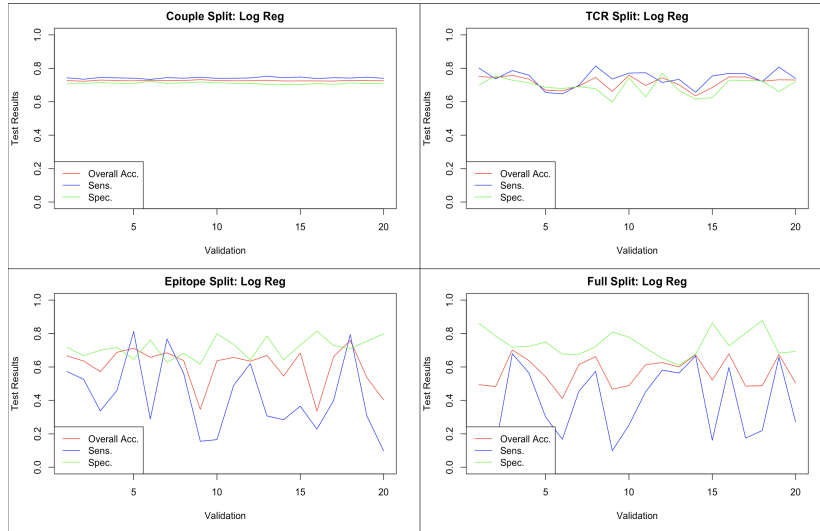 Couple Split: Log Reg
Test Results
1.0
0.8
0.6
0.4
0.2
0.0
Overall Acc.
Sens.
Spec.
5
10
15
20
Validation
TCR Split: Log Reg
Test Results
1.0
0.8
0.6
0.4
0.2
0.0
Overall Acc.
Sens.
Spec.
5
10
15
20
Validation
Epitope Split: Log Reg
Test Results
1.0
0.8
0.6
0.4
0.2
0.0
Overall Acc.
Sens.
Spec.
5
10
15
20
Validation
Full Split: Log Reg
Test Results
1.0
0.8
0.6
0.4
0.2
0.0
Overall Acc.
Sens.
Spec.
5
10
15
20
Validation